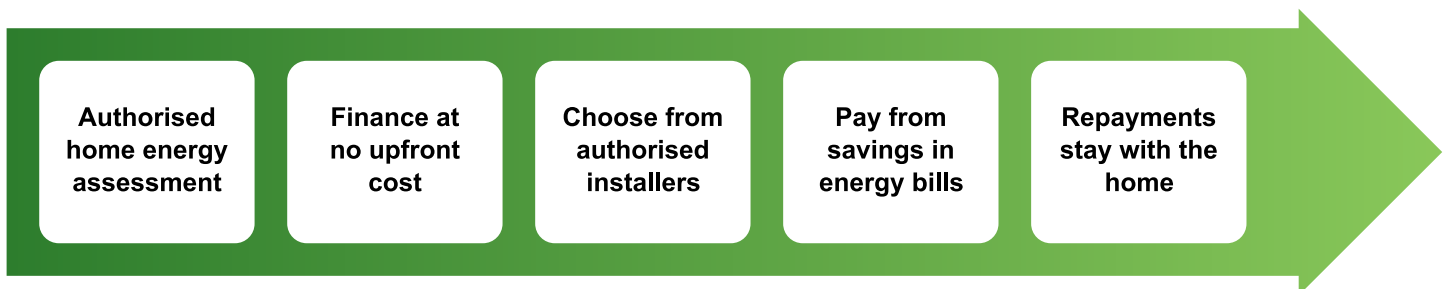 Authorised
home energy
assessment
Finance at
no upfront
cost
Choose from
authorised
installers
Pay from
savings in
energy bills
Repayments
stay with the
home